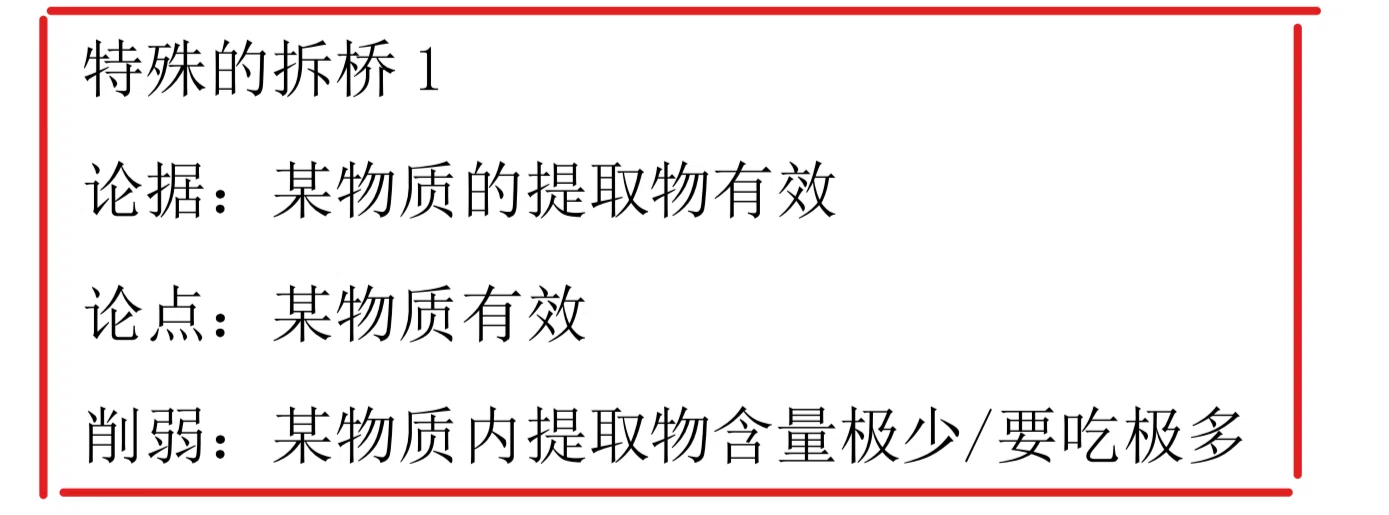 特殊的拆桥 1
论据：某物质的提取物有效
论点：某物质有效
削弱：某物质内提取物含量极少/要吃极多